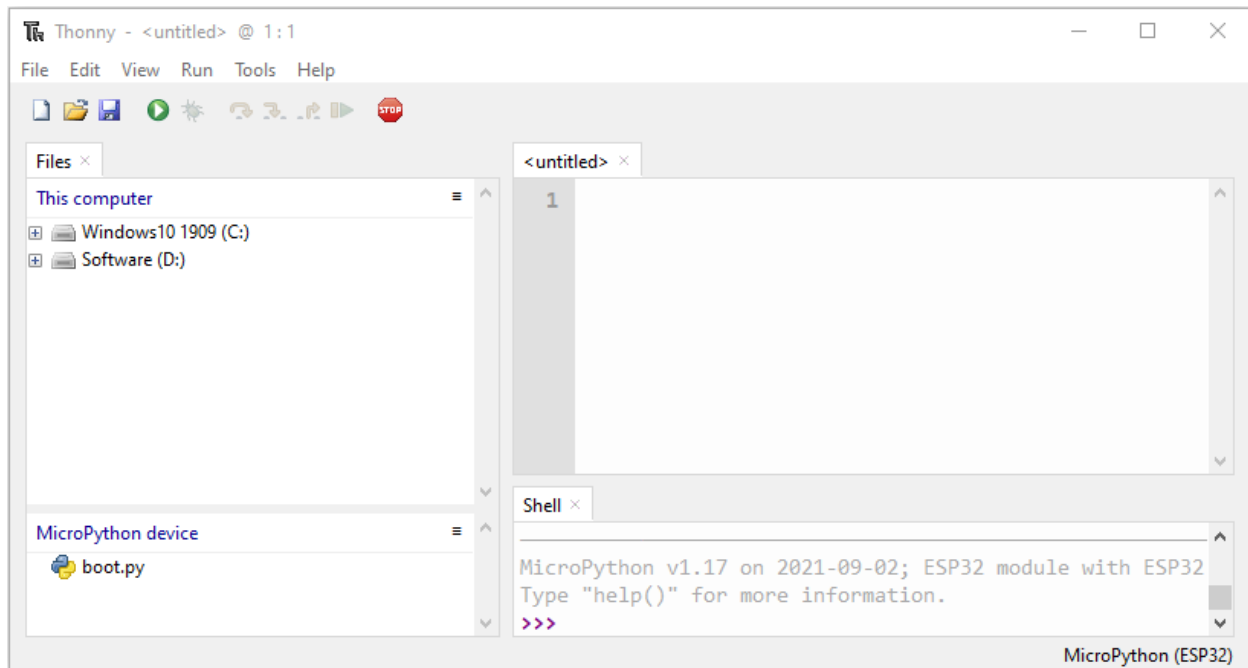 Thonny - <untitled> @ 1:1
File Edit View Run Tools Help
STOP
Files
This computer
Windows10 1909 (C:)
Software (D:)
MicroPython device
boot.py
<untitled>
1
Shell
MicroPython v1.17 on 2021-09-02; ESP32 module with ESP32
Type "help()" for more information.
>>>
MicroPython (ESP32)